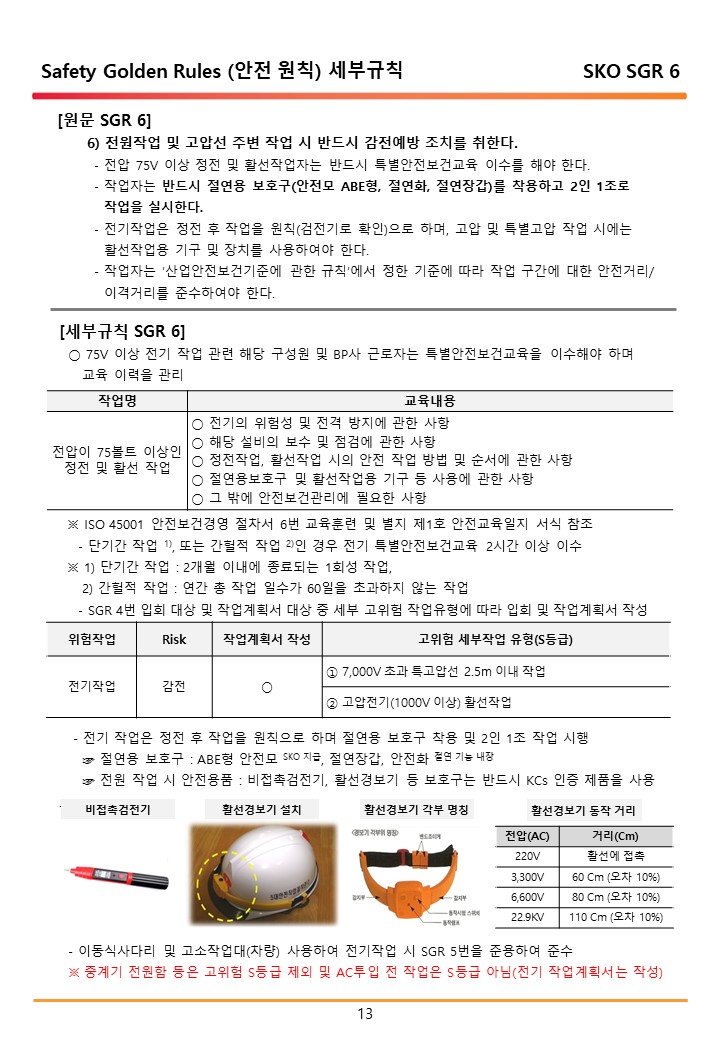 Safety Golden Rules (안전 원칙) 세부규칙 SKO SGR 6
[원문 SGR 6]
6) 전원작업 및 고압선 주변 작업 시 반드시 감전예방 조치를 취한다.
- 전압 75V 이상 정전 및 활선작업자는 반드시 특별안전보건교육 이수를 해야 한다.
- 작업자는 반드시 절연용 보호구(안전모 ABE형, 절연화, 절연장갑)를 착용하고 2인 1조로
작업을 실시한다.
- 전기작업은 정전 후 작업을 원칙(검전기로 확인)으로 하며, 고압 및 특별고압 작업 시에는
활선작업용 기구 및 장치를 사용하여야 한다.
- 작업자는 '산업안전보건기준에 관한 규칙'에서 정한 기준에 따라 작업 구간에 대한 안전거리/
이격거리를 준수하여야 한다.
[세부규칙 SGR 6]
○ 75V 이상 전기 작업 관련 해당 구성원 및 BP사 근로자는 특별안전보건교육을 이수해야 하며
교육 이력을 관리
작업명 교육내용
전압이 75볼트 이상인
정전 및 활선 작업
○ 전기의 위험성 및 전격 방지에 관한 사항
○ 해당 설비의 보수 및 점검에 관한 사항
○ 정전작업, 활선작업 시의 안전 작업 방법 및 순서에 관한 사항
○ 절연용보호구 및 활선작업용 기구 등 사용에 관한 사항
○ 그 밖에 안전보건관리에 필요한 사항
※ ISO 45001 안전보건경영 절차서 6번 교육훈련 및 별지 제1호 안전교육일지 서식 참조
- 단기간 작업 1), 또는 간헐적 작업 2)인 경우 전기 특별안전보건교육 2시간 이상 이수
※ 1) 단기간 작업 : 2개월 이내에 종료되는 1회성 작업,
2) 간헐적 작업 : 연간 총 작업 일수가 60일을 초과하지 않는 작업
- SGR 4번 입회 대상 및 작업계획서 대상 중 세부 고위험 작업유형에 따라 입회 및 작업계획서 작성
위험작업 Risk 작업계획서 작성 고위험 세부작업 유형(S등급)
전기작업 감전 ○
① 7,000V 초과 특고압선 2.5m 이내 작업
② 고압전기(1000V 이상) 활선작업
- 전기 작업은 정전 후 작업을 원칙으로 하며 절연용 보호구 착용 및 2인 1조 작업 시행
☞ 절연용 보호구 : ABE형 안전모 SKO 지급, 절연장갑, 안전화 절연 기능 내장
☞ 전원 작업 시 안전용품 : 비접촉검전기, 활선경보기 등 보호구는 반드시 KCs 인증 제품을 사용
비접촉검전기 활선경보기 설치 활선경보기 각부 명칭 활선경보기 동작 거리
<경보기 각부위 명칭>
밴드조이개
감지부
감지부
동작시험 스위치
동작램프
전압(AC) 거리(Cm)
220V 활선에 접촉
3,300V 60 Cm (오차 10%)
6,600V 80 Cm (오차 10%)
22.9KV 110 Cm (오차 10%)
- 이동식사다리 및 고소작업대(차량) 사용하여 전기작업 시 SGR 5번을 준용하여 준수
※ 중계기 전원함 등은 고위험 S등급 제외 및 AC투입 전 작업은 S등급 아님(전기 작업계획서는 작성)
13